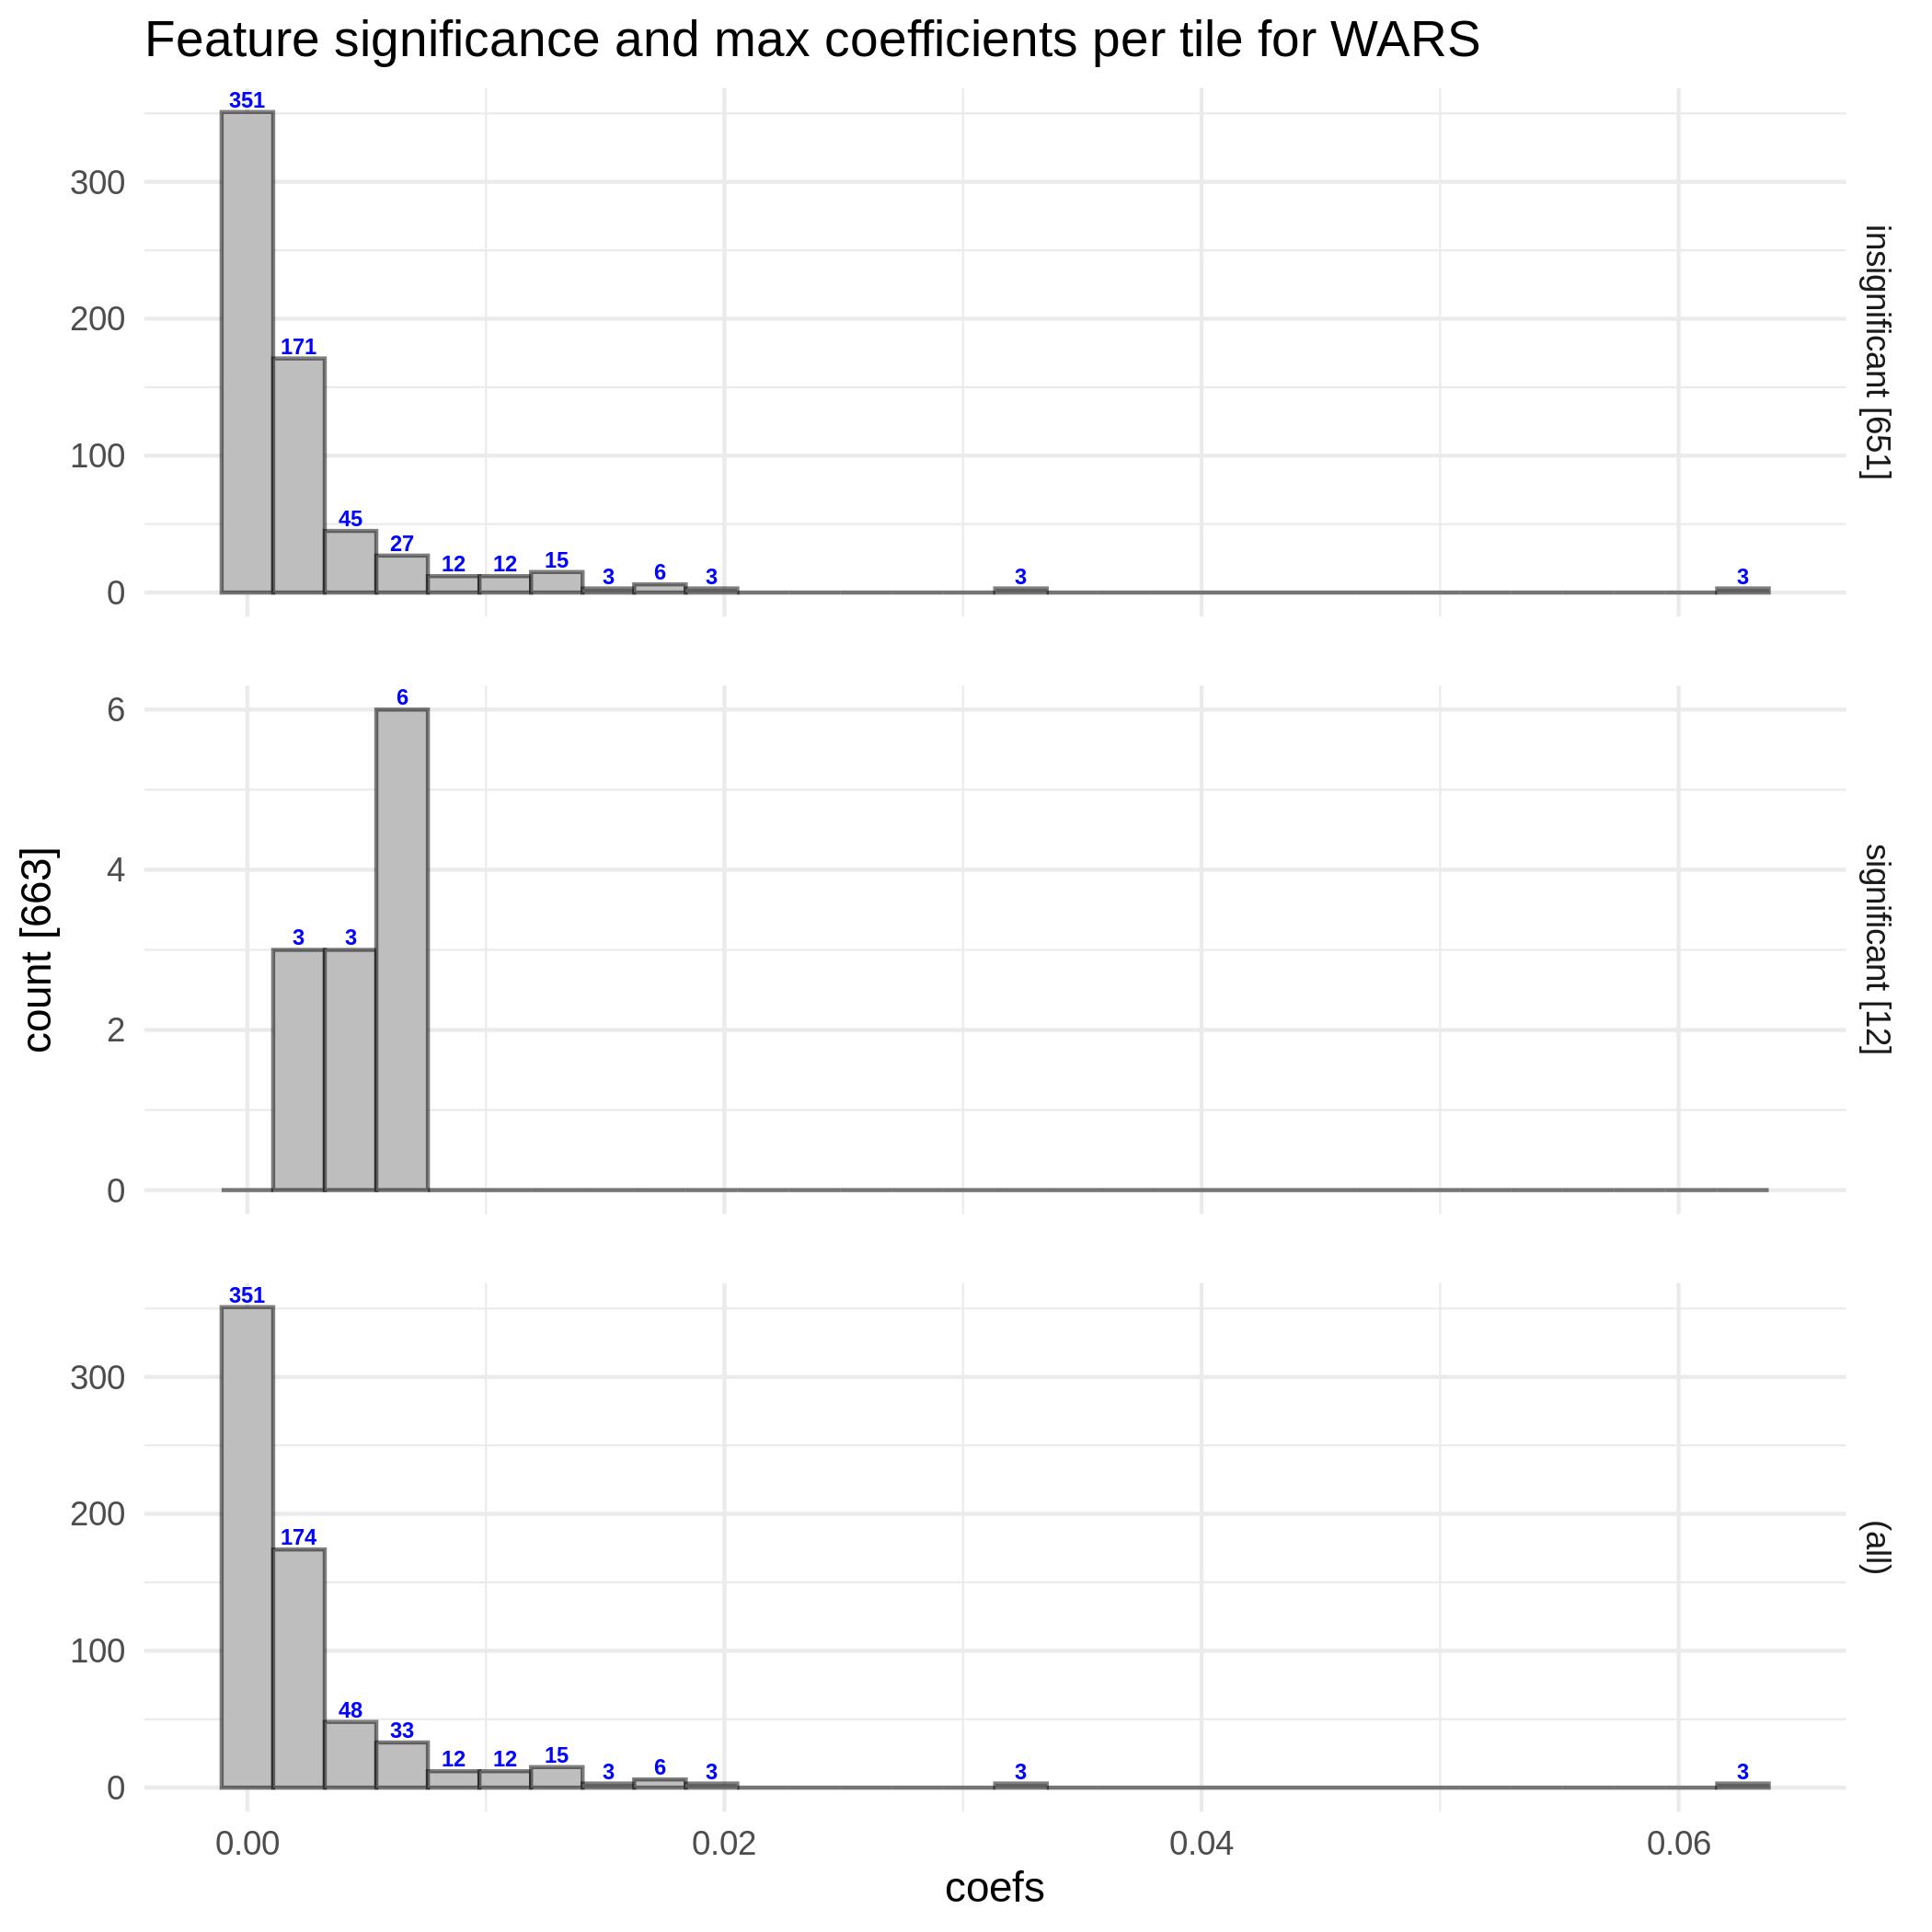 Feature significance and max coefficients per tile for WARS
351
300
171
200
100
45
27
12 12 15 3 6 3 3 3
0
insignificant [651]
6
6
4
3 3
2
0
significant [12]
count [663]
351
300
174
200
100
48
33
12 12 15 3 6 3 3 3
0
(all)
0.00 0.02 0.04 0.06
coefs